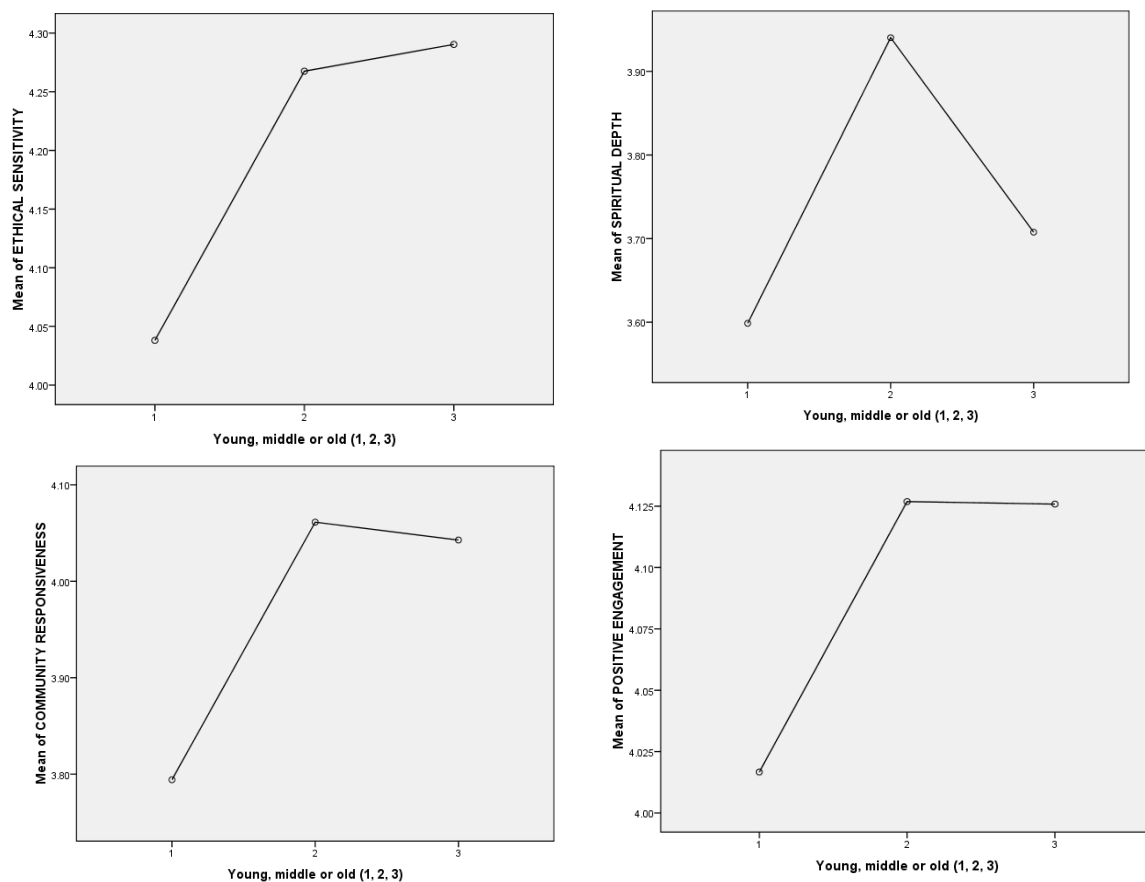 Mean of ETHICAL SENSITIVITY
4.30
4.25
4.20
4.15
4.10
4.05
4.00
1 2 3
Young, middle or old (1, 2, 3)
Mean of SPIRITUAL DEPTH
3.90
3.80
3.70
3.60
1 2 3
Young, middle or old (1, 2, 3)
Mean of COMMUNITY RESPONSIVENESS
4.10
4.00
3.90
3.80
1 2 3
Young, middle or old (1, 2, 3)
Mean of POSITIVE ENGAGEMENT
4.125
4.10
4.075
4.05
4.025
4.00
1 2 3
Young, middle or old (1, 2, 3)